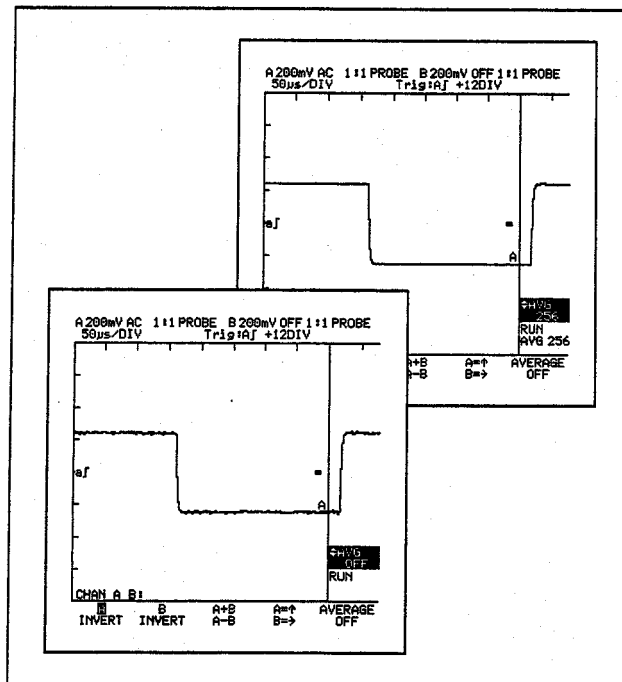 A 200mV AC 1:1 PROBE B 200mV OFF 1:1 PROBE
50µs/DIV Trig:A∫ +12DIV
a∫
A
÷AVG
256
RUN
AVG 256
A+B A=↑ AVERAGE
A−B B=→ OFF
A 200mV AC 1:1 PROBE B 200mV OFF 1:1 PROBE
50µs/DIV Trig:A∫ +12DIV
a∫
A
÷AVG
OFF
RUN
CHAN A B:
A B A+B A=↑ AVERAGE
INVERT INVERT A−B B=→ OFF